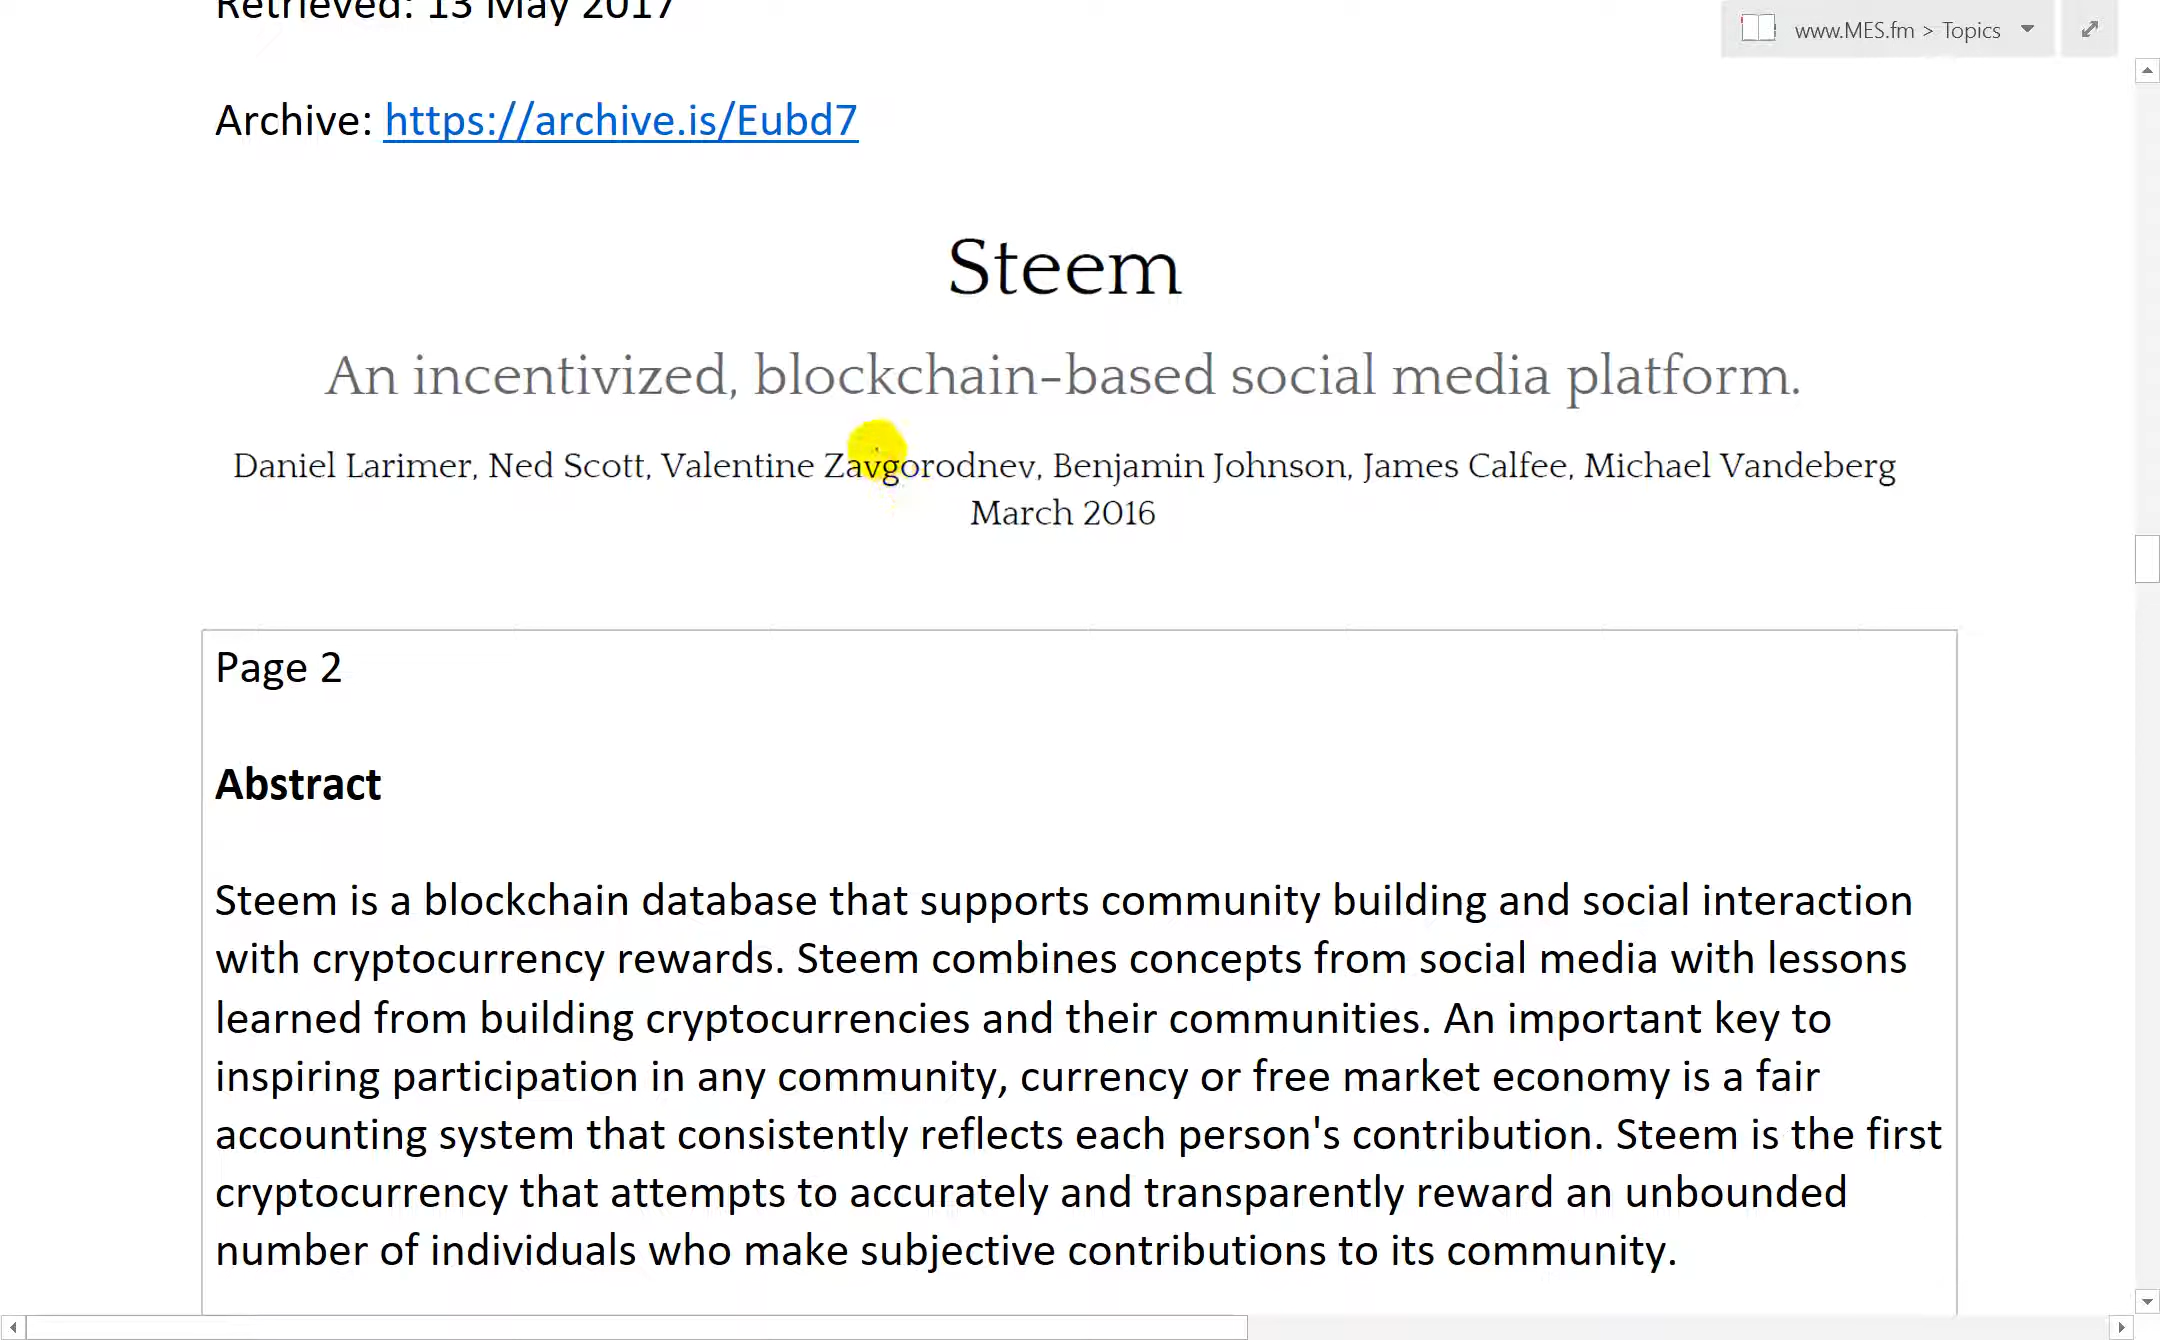 Retrieved: 13 May 2017
www.MES.fm > Topics
Archive: https://archive.is/Eubd7
Steem
An incentivized, blockchain-based social media platform.
Daniel Larimer, Ned Scott, Valentine Zavgorodnev, Benjamin Johnson, James Calfee, Michael Vandeberg
March 2016
Page 2
Abstract
Steem is a blockchain database that supports community building and social interaction
with cryptocurrency rewards. Steem combines concepts from social media with lessons
learned from building cryptocurrencies and their communities. An important key to
inspiring participation in any community, currency or free market economy is a fair
accounting system that consistently reflects each person's contribution. Steem is the first
cryptocurrency that attempts to accurately and transparently reward an unbounded
number of individuals who make subjective contributions to its community.